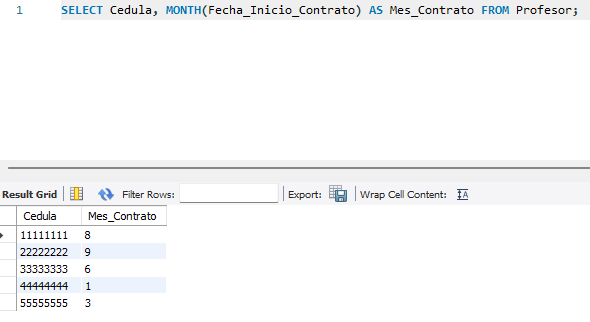 1 SELECT Cedula, MONTH(Fecha_Inicio_Contrato) AS Mes_Contrato FROM Profesor;
Result Grid Filter Rows: Export: Wrap Cell Content: IA
Cedula Mes_Contrato
11111111 8
22222222 9
33333333 6
44444444 1
55555555 3